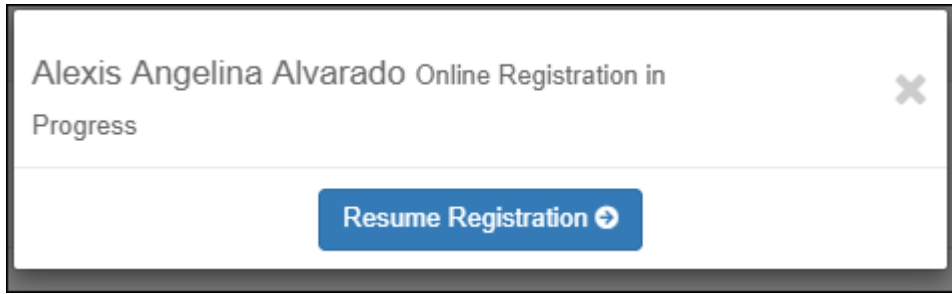 Alexis Angelina Alvarado Online Registration in
Progress
Resume Registration